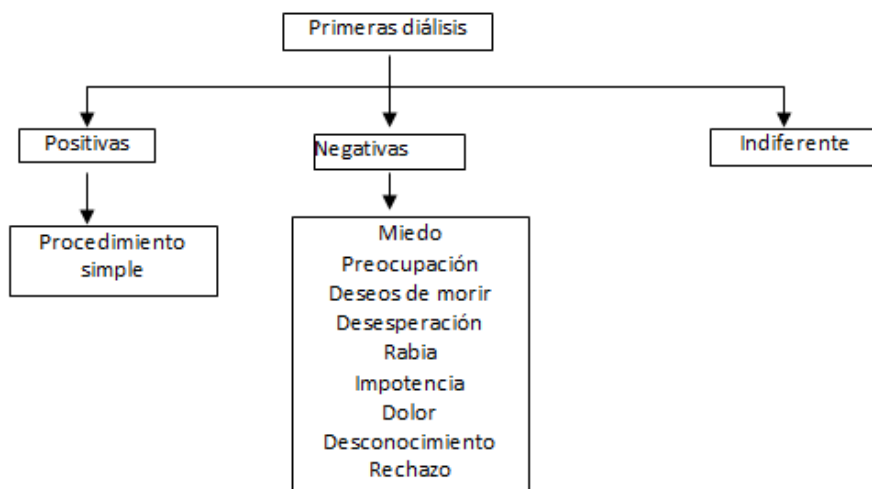 Primeras diálisis
Positivas
Negativas
Indiferente
Procedimiento
simple
Miedo
Preocupación
Deseos de morir
Desesperación
Rabia
Impotencia
Dolor
Desconocimiento
Rechazo